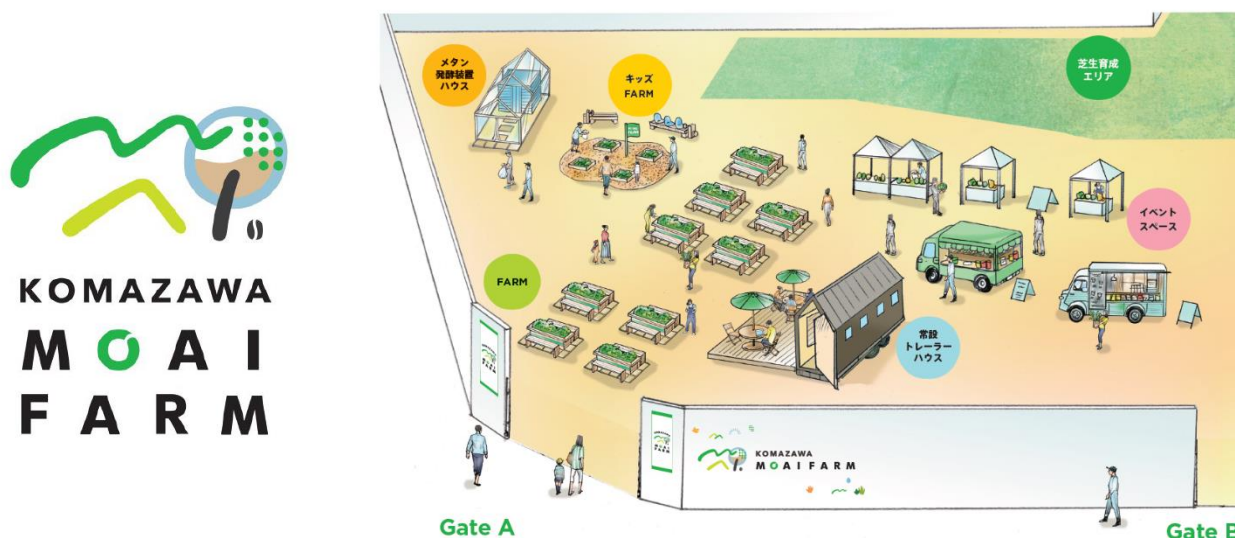 KOMAZAWA
MOAI
FARM
メタン
発酵装置
ハウス
キッズ
FARM
芝生育成
エリア
イベント
スペース
FARM
常設
トレーラー
ハウス
KOMAZAWA
MOAI FARM
Gate A
Gate B